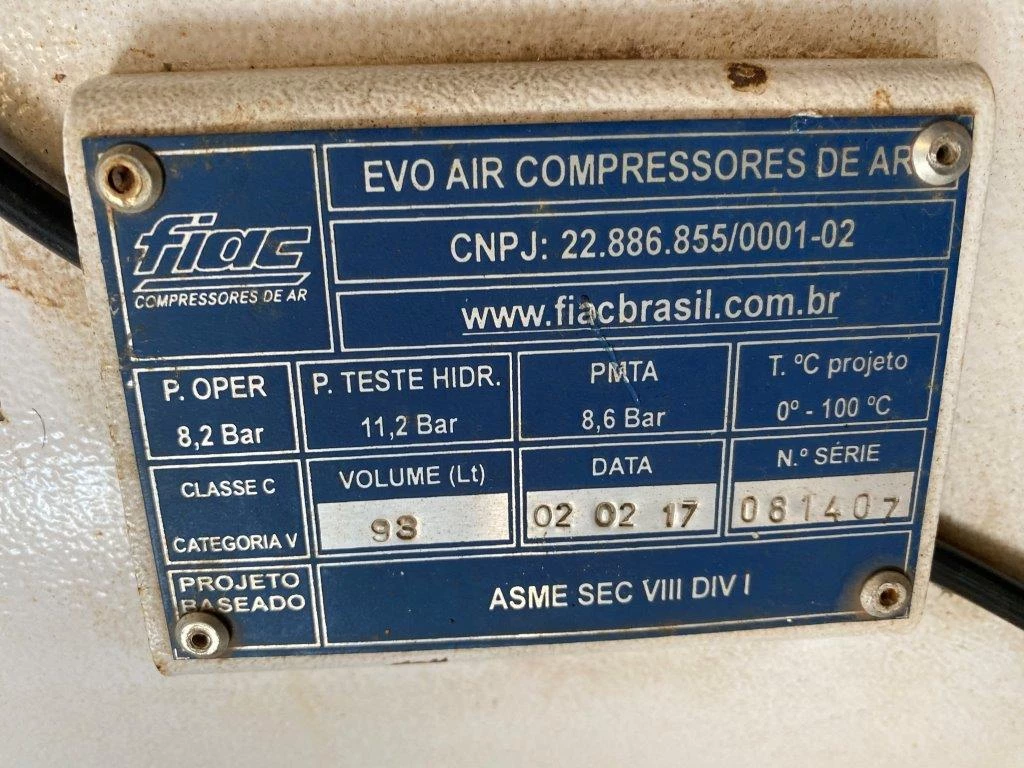 fiac
COMPRESSORES DE AR
EVO AIR COMPRESSORES DE AR
CNPJ: 22.886.855/0001-02
www.fiacbrasil.com.br
P. OPER
8,2 Bar
P. TESTE HIDR.
11,2 Bar
PMTA
8,6 Bar
T. ºC projeto
0º - 100 ºC
CLASSE C
CATEGORIA V
VOLUME (Lt)
98
DATA
02 02 17
N.º SÉRIE
081407
PROJETO
BASEADO
ASME SEC VIII DIV I